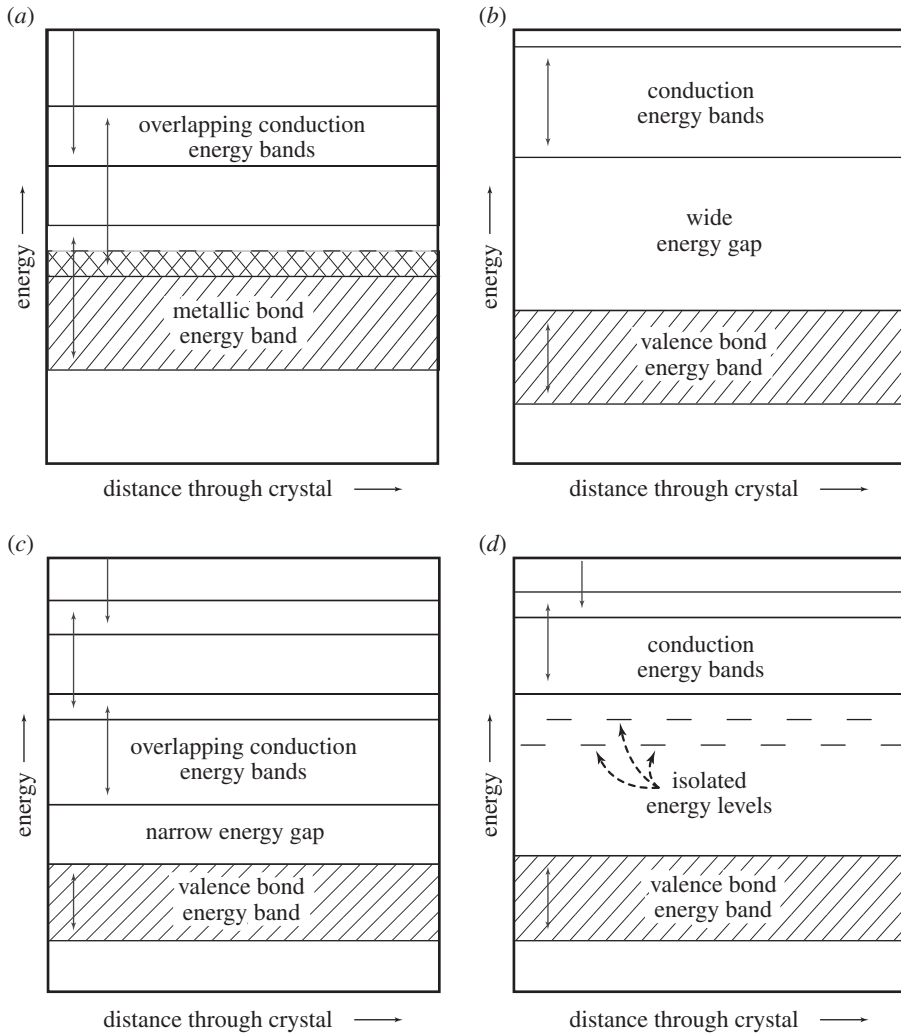 (a)
overlapping conduction
energy bands
metallic bond
energy band
energy
distance through crystal
(b)
conduction
energy bands
wide
energy gap
valence bond
energy band
energy
distance through crystal
(c)
overlapping conduction
energy bands
narrow energy gap
valence bond
energy band
energy
distance through crystal
(d)
conduction
energy bands
isolated
energy levels
valence bond
energy band
energy
distance through crystal